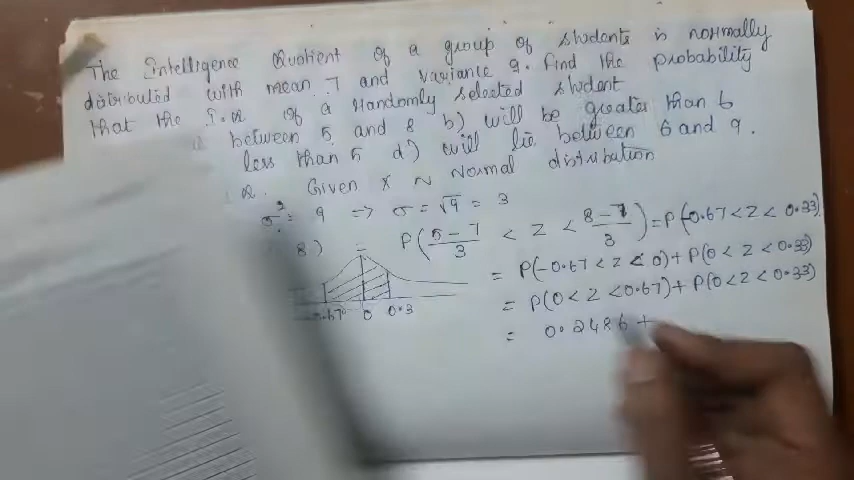 The Intelligence Quotient of a group of students is normally
distributed with mean 7 and variance 9. Find the probability
that the I.Q of a randomly selected student
between 5 and 8 b) will be greater than 6
less than 5 d) will lie between 6 and 9.
Given X ~ Normal distribution
σ² = 9 => σ = √9 = 3
8) = P(5-7/3 < Z < 8-7/3) = P(-0.67 < Z < 0.33)
= P(-0.67 < Z < 0) + P(0 < Z < 0.33)
= P(0 < Z < 0.67) + P(0 < Z < 0.33)
0 0.3
= 0.2486 +